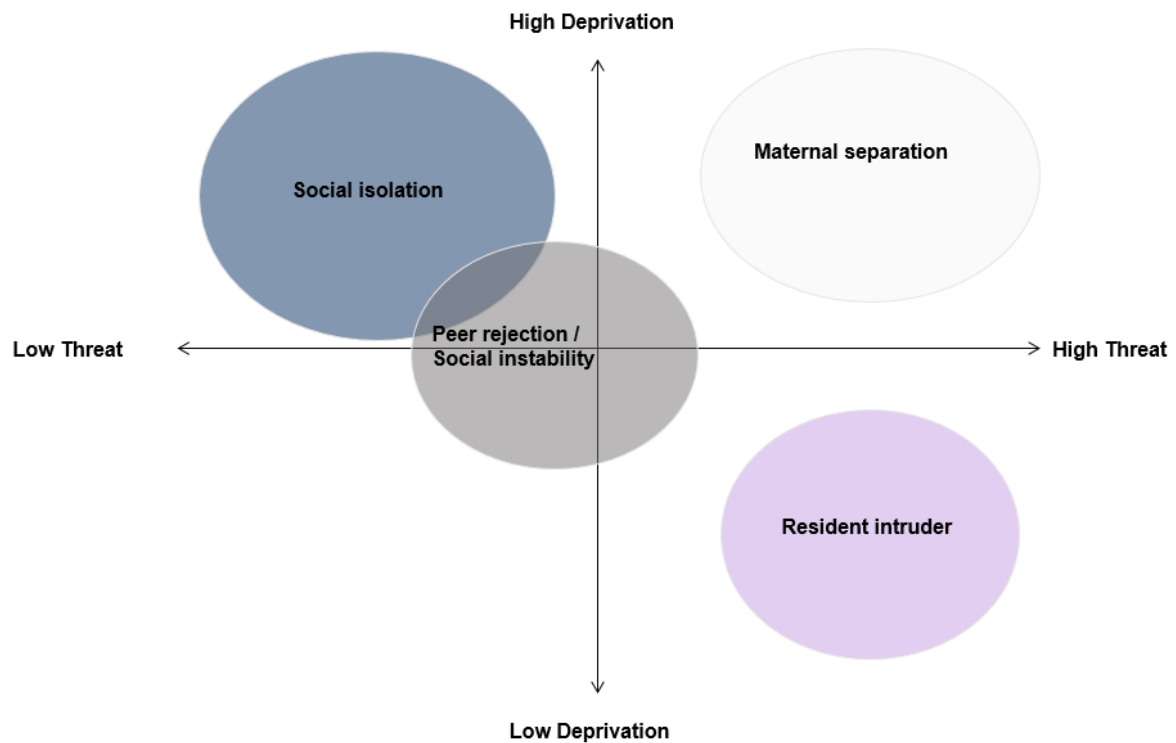 High Deprivation
Maternal separation
Social isolation
Peer rejection /
Social instability
Low Threat
High Threat
Resident intruder
Low Deprivation